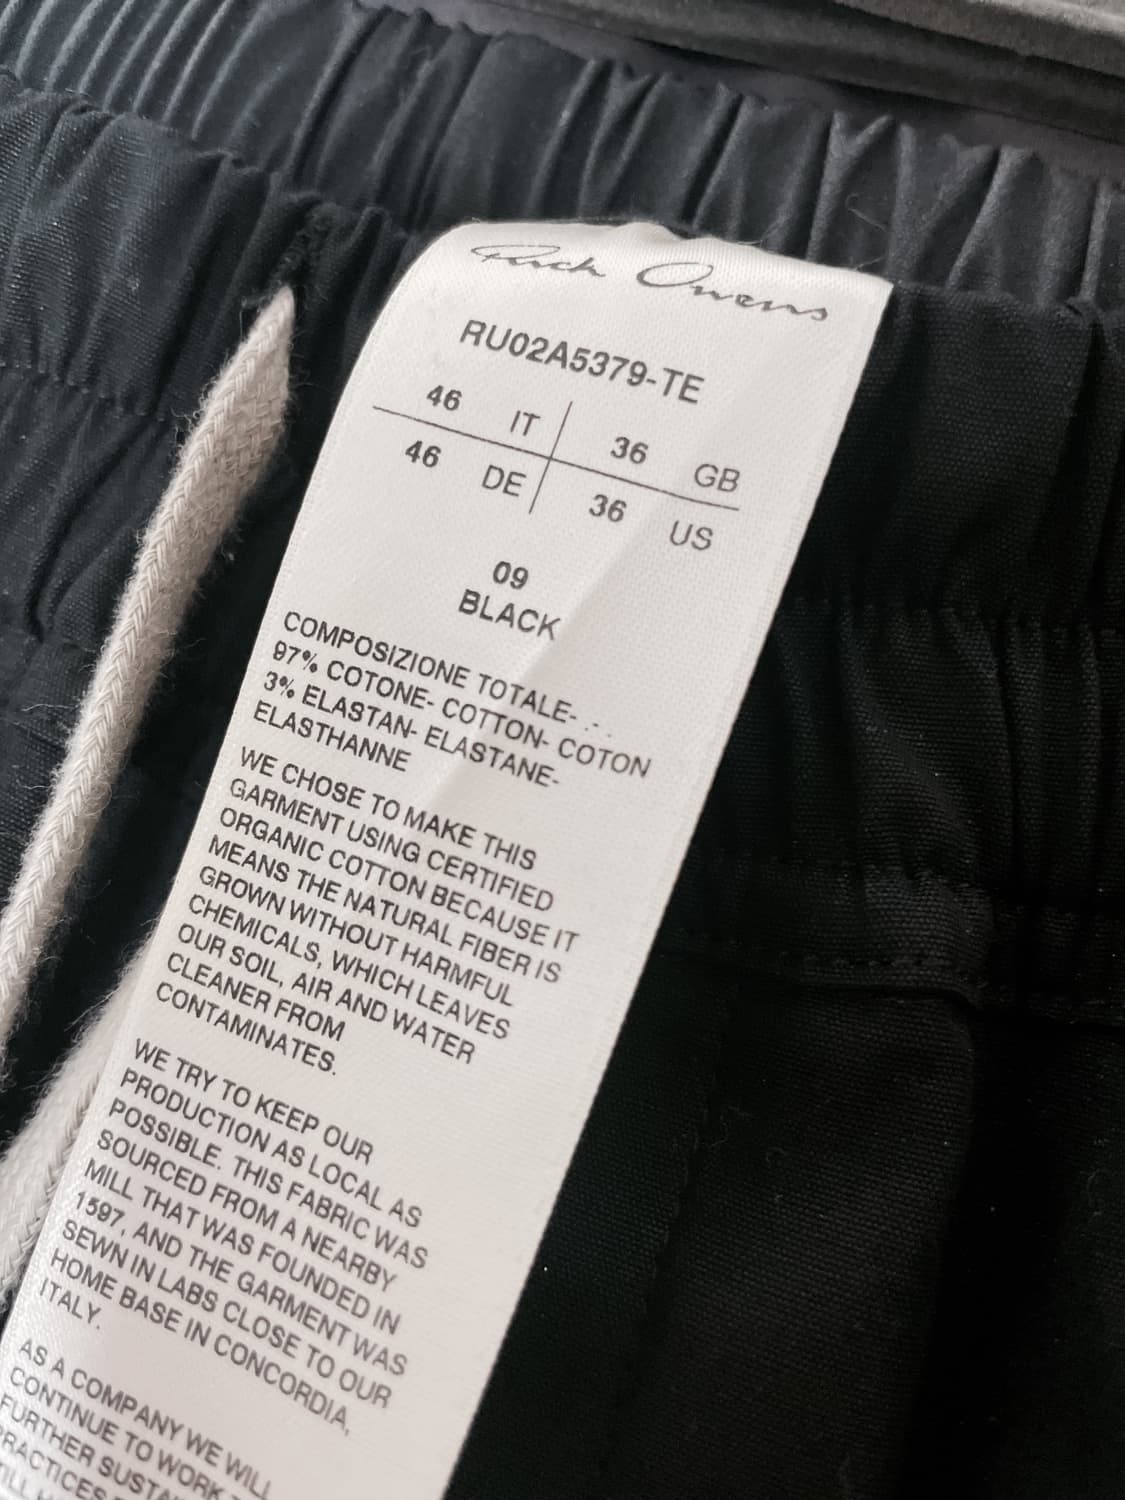 Rick Owens
RU02A5379-TE
46 IT 36 GB
46 DE 36 US
09
BLACK
COMPOSIZIONE TOTALE- - -
97% COTONE- COTTON- COTON
3% ELASTAN- ELASTANE-
ELASTHANNE
WE CHOSE TO MAKE THIS
GARMENT USING CERTIFIED
ORGANIC COTTON BECAUSE IT
MEANS THE NATURAL FIBER IS
GROWN WITHOUT HARMFUL
CHEMICALS, WHICH LEAVES
OUR SOIL, AIR AND WATER
CLEANER FROM
CONTAMINATES.
WE TRY TO KEEP OUR
PRODUCTION AS LOCAL AS
POSSIBLE. THIS FABRIC WAS
SOURCED FROM A NEARBY
MILL THAT WAS FOUNDED IN
1597, AND THE GARMENT WAS
SEWN IN LABS CLOSE TO OUR
HOME BASE IN CONCORDIA,
ITALY.
AS A COMPANY WE WILL
CONTINUE TO WORK
FURTHER